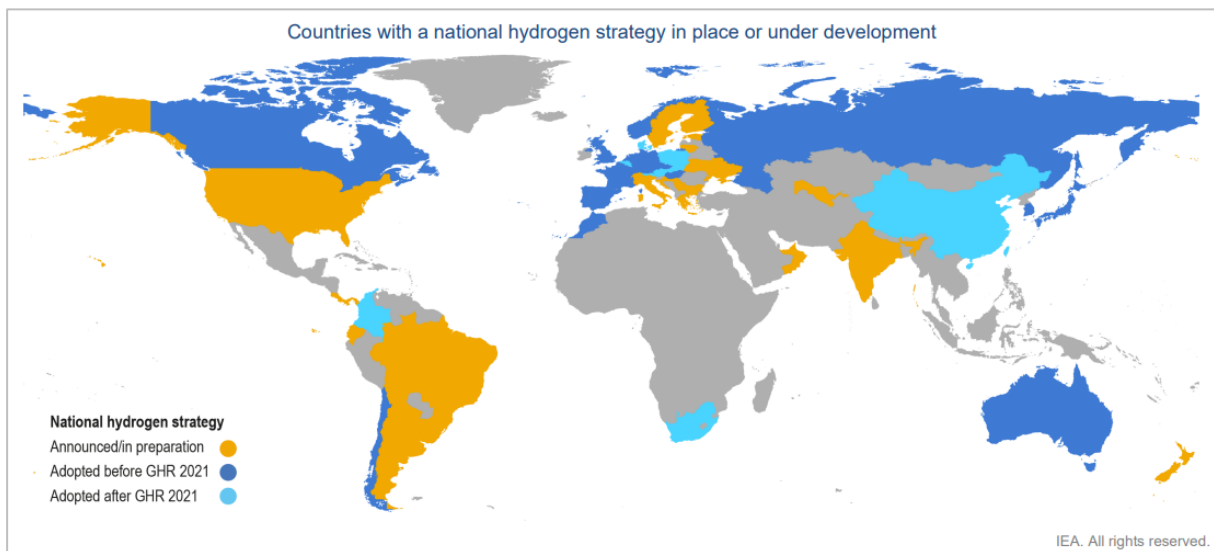 Countries with a national hydrogen strategy in place or under development
National hydrogen strategy
Announced/in preparation
Adopted before GHR 2021
Adopted after GHR 2021
IEA. All rights reserved.